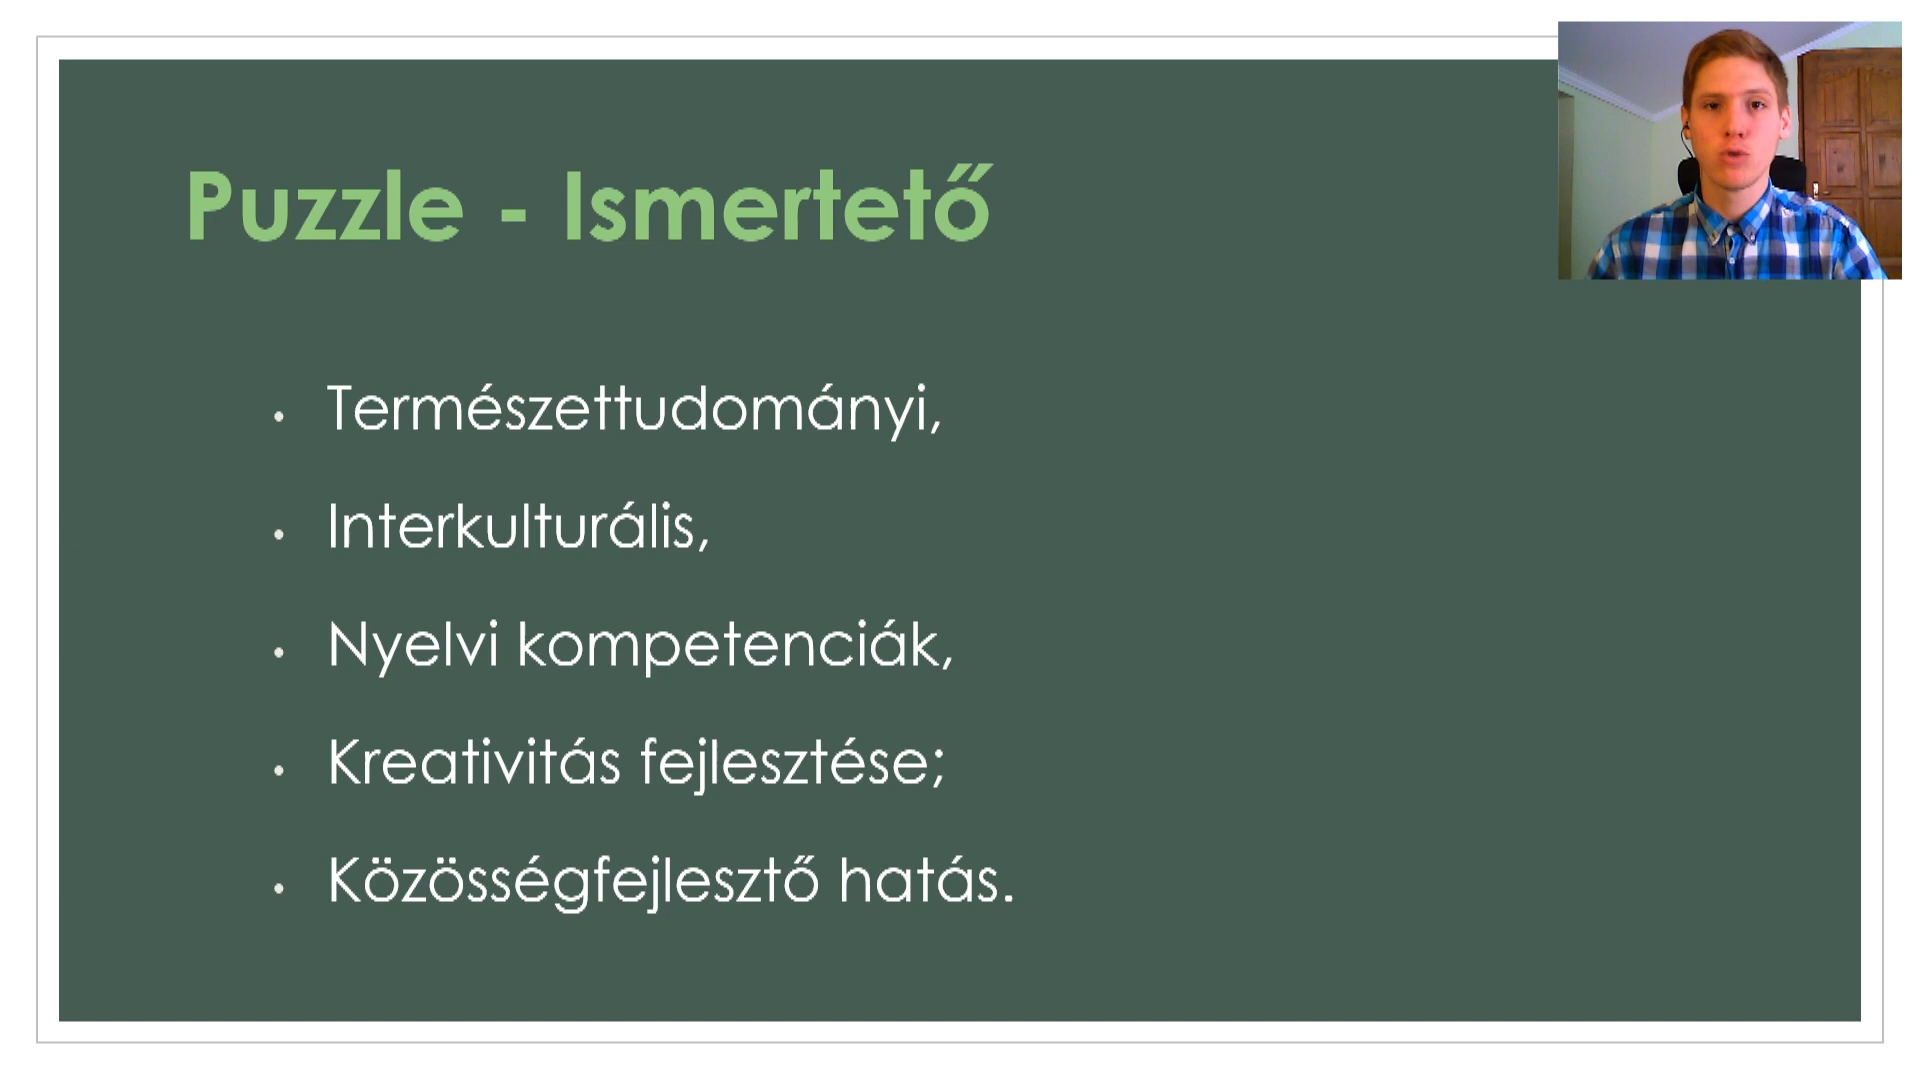 Puzzle - Ismertető
• Természettudományi,
• Interkulturális,
• Nyelvi kompetenciák,
• Kreativitás fejlesztése;
• Közösségfejlesztő hatás.